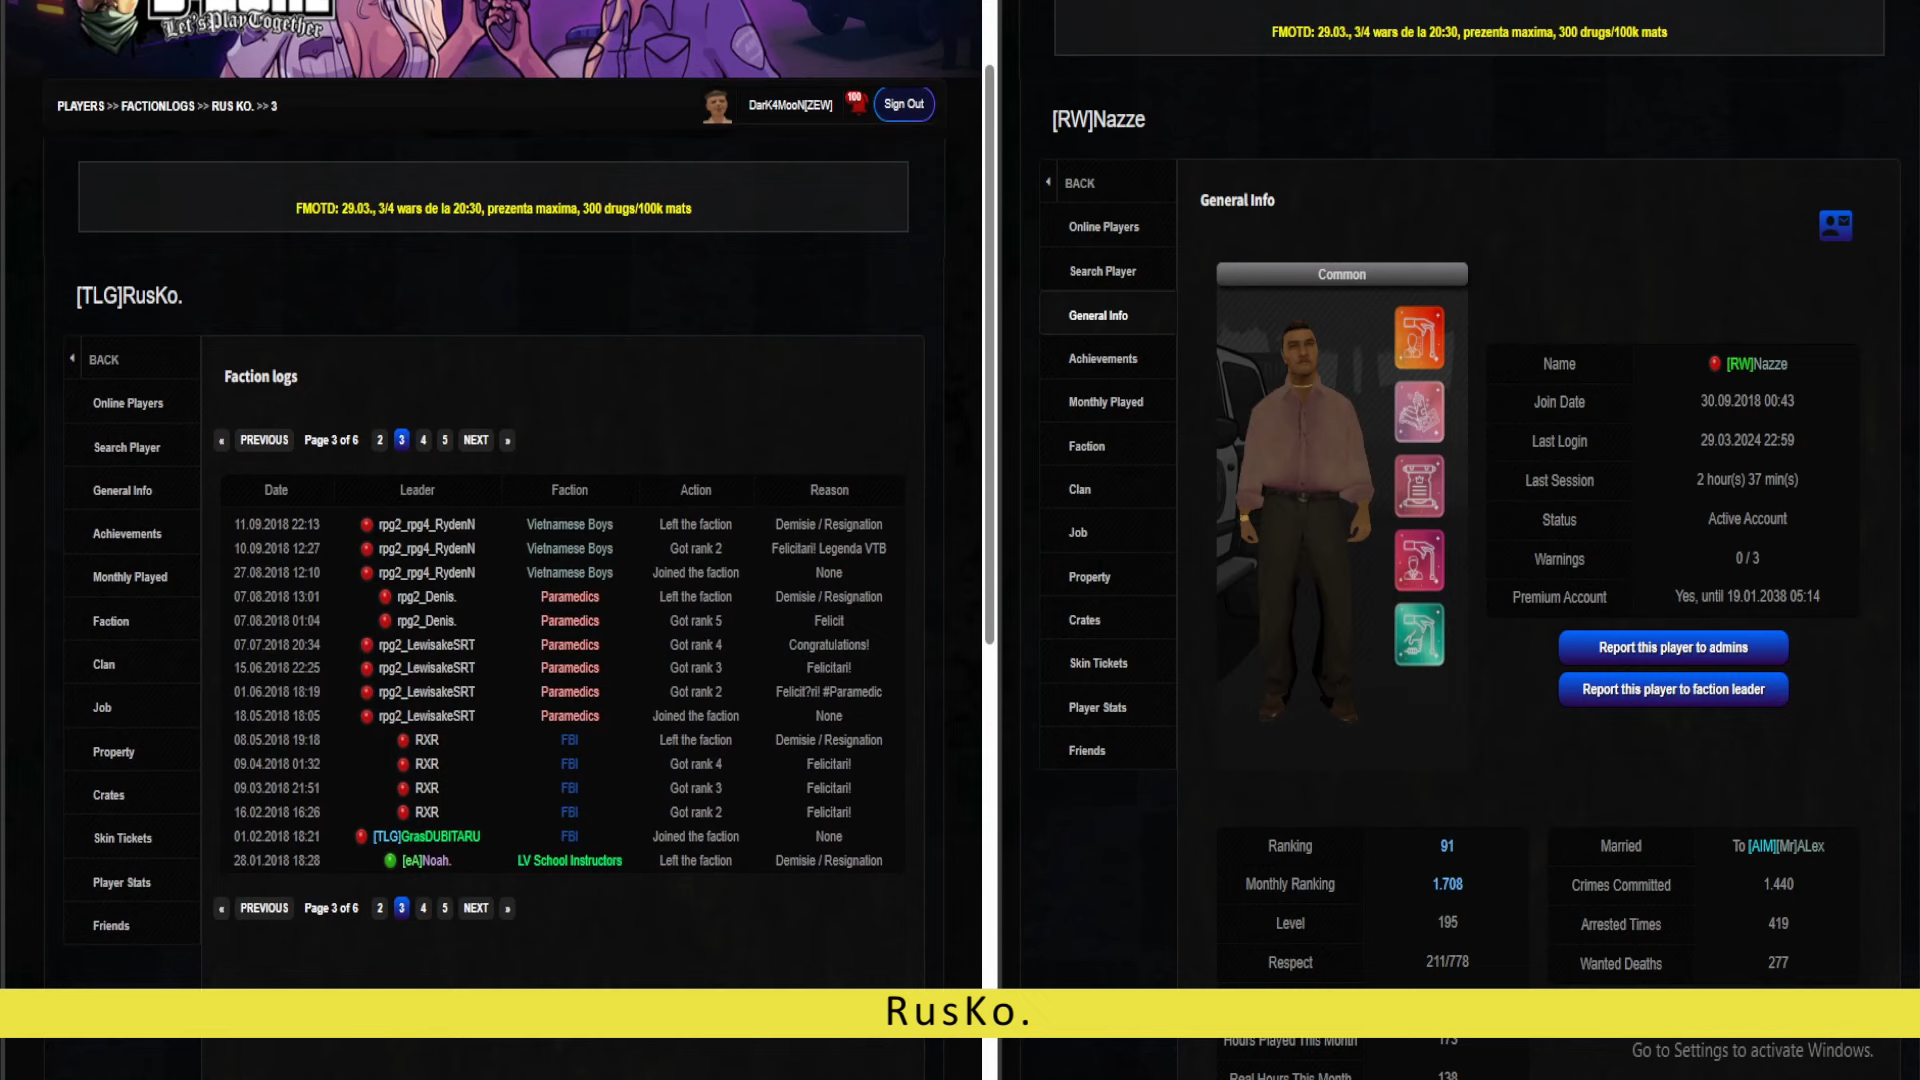 Let'sPlayTogether
PLAYERS >> FACTIONLOGS >> RUS KO. >> 3
DarK4MooN[ZEW]
100
Sign Out
FMOTD: 29.03., 3/4 wars de la 20:30, prezenta maxima, 300 drugs/100k mats
[TLG]RusKo.
BACK
Online Players
Search Player
General Info
Achievements
Monthly Played
Faction
Clan
Job
Property
Crates
Skin Tickets
Player Stats
Friends
Faction logs
« PREVIOUS Page 3 of 6 2 3 4 5 NEXT »
Date Leader Faction Action Reason
11.09.2018 22:13 rpg2_rpg4_RydenN Vietnamese Boys Left the faction Demisie / Resignation
10.09.2018 12:27 rpg2_rpg4_RydenN Vietnamese Boys Got rank 2 Felicitari! Legenda VTB
27.08.2018 12:10 rpg2_rpg4_RydenN Vietnamese Boys Joined the faction None
07.08.2018 13:01 rpg2_Denis. Paramedics Left the faction Demisie / Resignation
07.08.2018 01:04 rpg2_Denis. Paramedics Got rank 5 Felicit
07.07.2018 20:34 rpg2_LewisakeSRT Paramedics Got rank 4 Congratulations!
15.06.2018 22:25 rpg2_LewisakeSRT Paramedics Got rank 3 Felicitari!
01.06.2018 18:19 rpg2_LewisakeSRT Paramedics Got rank 2 Felicit?ri! #Paramedic
18.05.2018 18:05 rpg2_LewisakeSRT Paramedics Joined the faction None
08.05.2018 19:18 RXR FBI Left the faction Demisie / Resignation
09.04.2018 01:32 RXR FBI Got rank 4 Felicitari!
09.03.2018 21:51 RXR FBI Got rank 3 Felicitari!
16.02.2018 16:26 RXR FBI Got rank 2 Felicitari!
01.02.2018 18:21 [TLG]GrasDUBITARU FBI Joined the faction None
28.01.2018 18:28 [eA]Noah. LV School Instructors Left the faction Demisie / Resignation
« PREVIOUS Page 3 of 6 2 3 4 5 NEXT »
FMOTD: 29.03., 3/4 wars de la 20:30, prezenta maxima, 300 drugs/100k mats
[RW]Nazze
BACK
Online Players
Search Player
General Info
Achievements
Monthly Played
Faction
Clan
Job
Property
Crates
Skin Tickets
Player Stats
Friends
General Info
Common
Name [RW]Nazze
Join Date 30.09.2018 00:43
Last Login 29.03.2024 22:59
Last Session 2 hour(s) 37 min(s)
Status Active Account
Warnings 0 / 3
Premium Account Yes, until 19.01.2038 05:14
Report this player to admins
Report this player to faction leader
Ranking 91
Monthly Ranking 1.708
Level 195
Respect 211/778
Married To [AIM][Mr]ALex
Crimes Committed 1.440
Arrested Times 419
Wanted Deaths 277
RusKo.
Hours Played This Month 173
Real Hours This Month 138
Go to Settings to activate Windows.